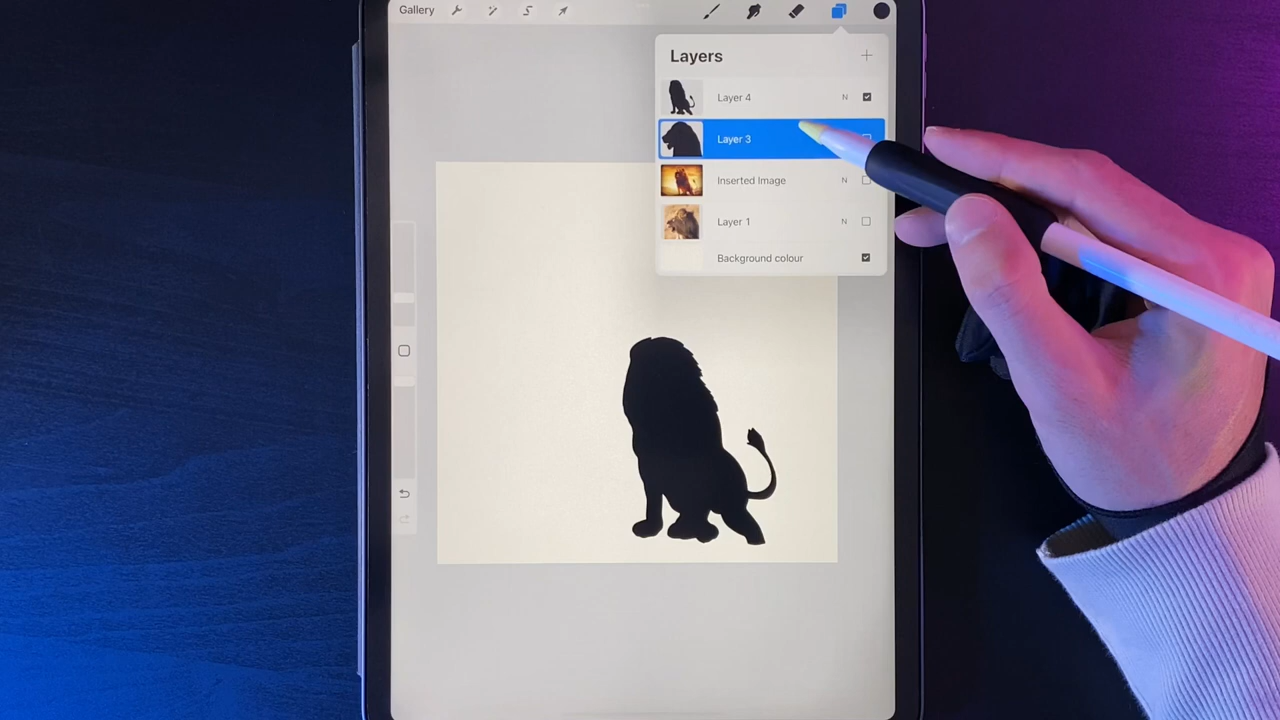 Gallery
Layers
Layer 4 N
Layer 3
Inserted Image N
Layer 1 N
Background colour